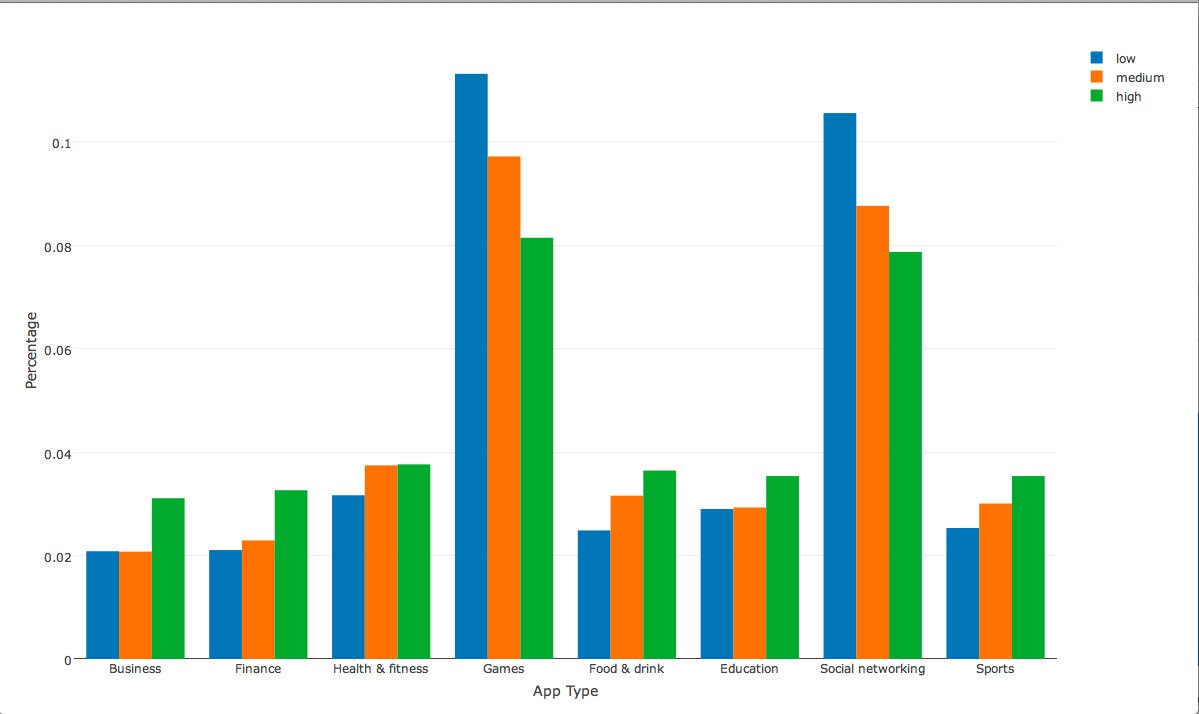 low
medium
high
0.1
0.08
0.06
0.04
0.02
0
Percentage
Business Finance Health & fitness Games Food & drink Education Social networking Sports
App Type